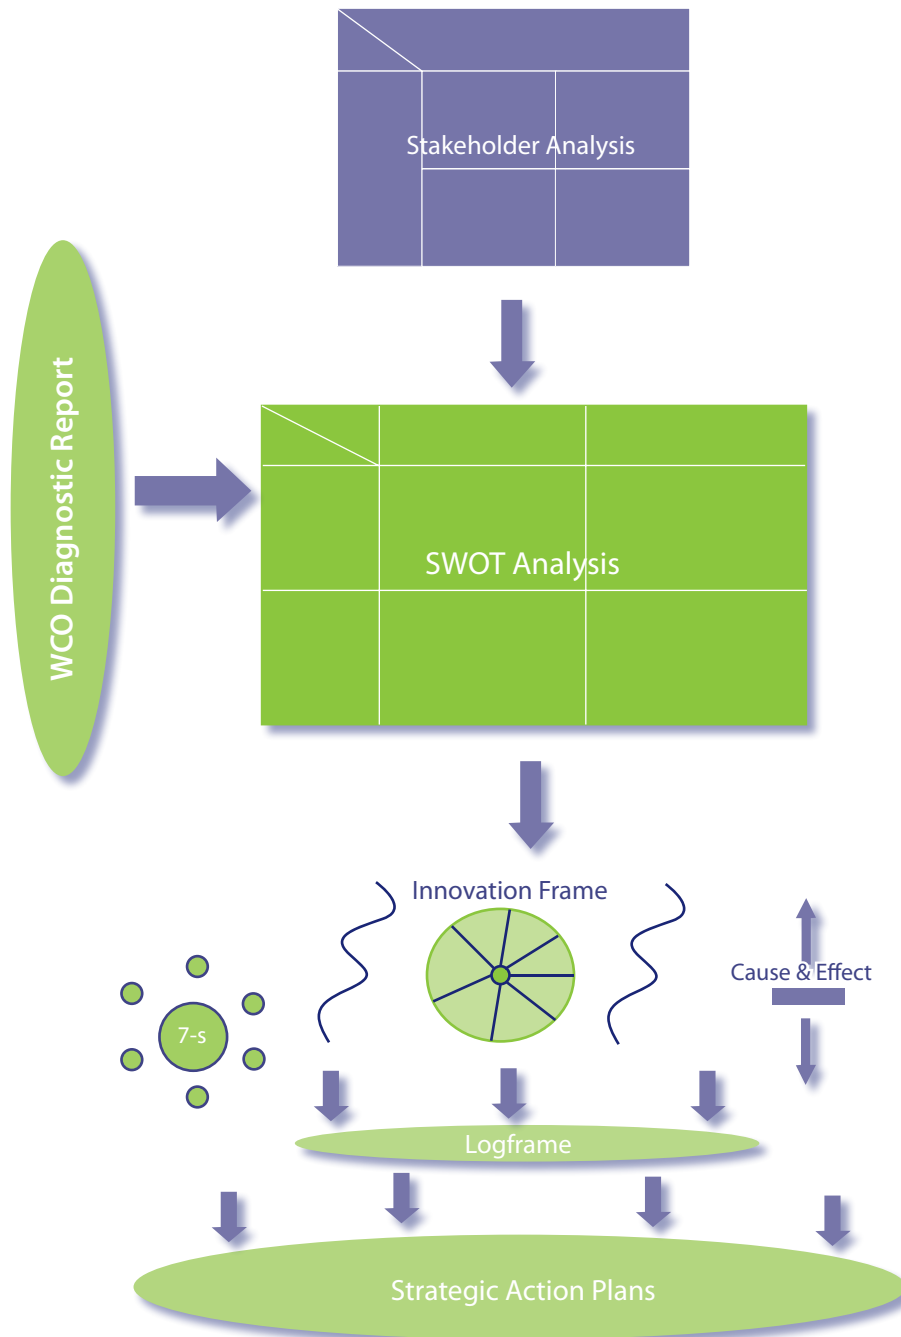 Stakeholder Analysis
WCO Diagnostic Report
SWOT Analysis
Innovation Frame
Cause & Effect
7-s
Logframe
Strategic Action Plans